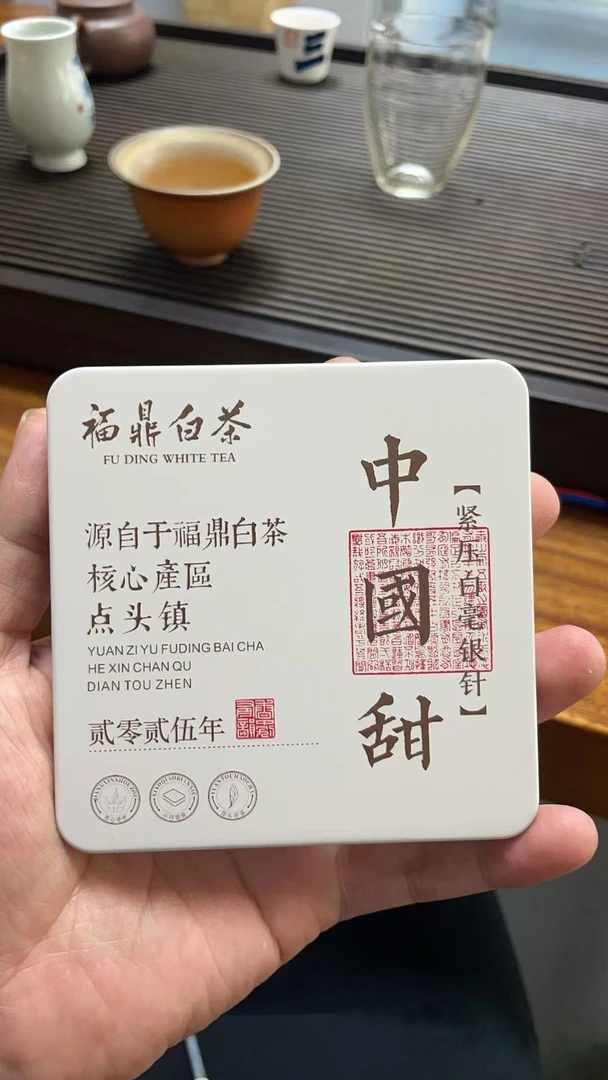 福鼎白茶
FU DING WHITE TEA
源自于福鼎白茶
核心產區
点头镇
YUAN ZI YU FUDING BAI CHA
HE XIN CHAN QU
DIAN TOU ZHEN
贰零贰伍年
中國甜
【紧压白毫银针】
三